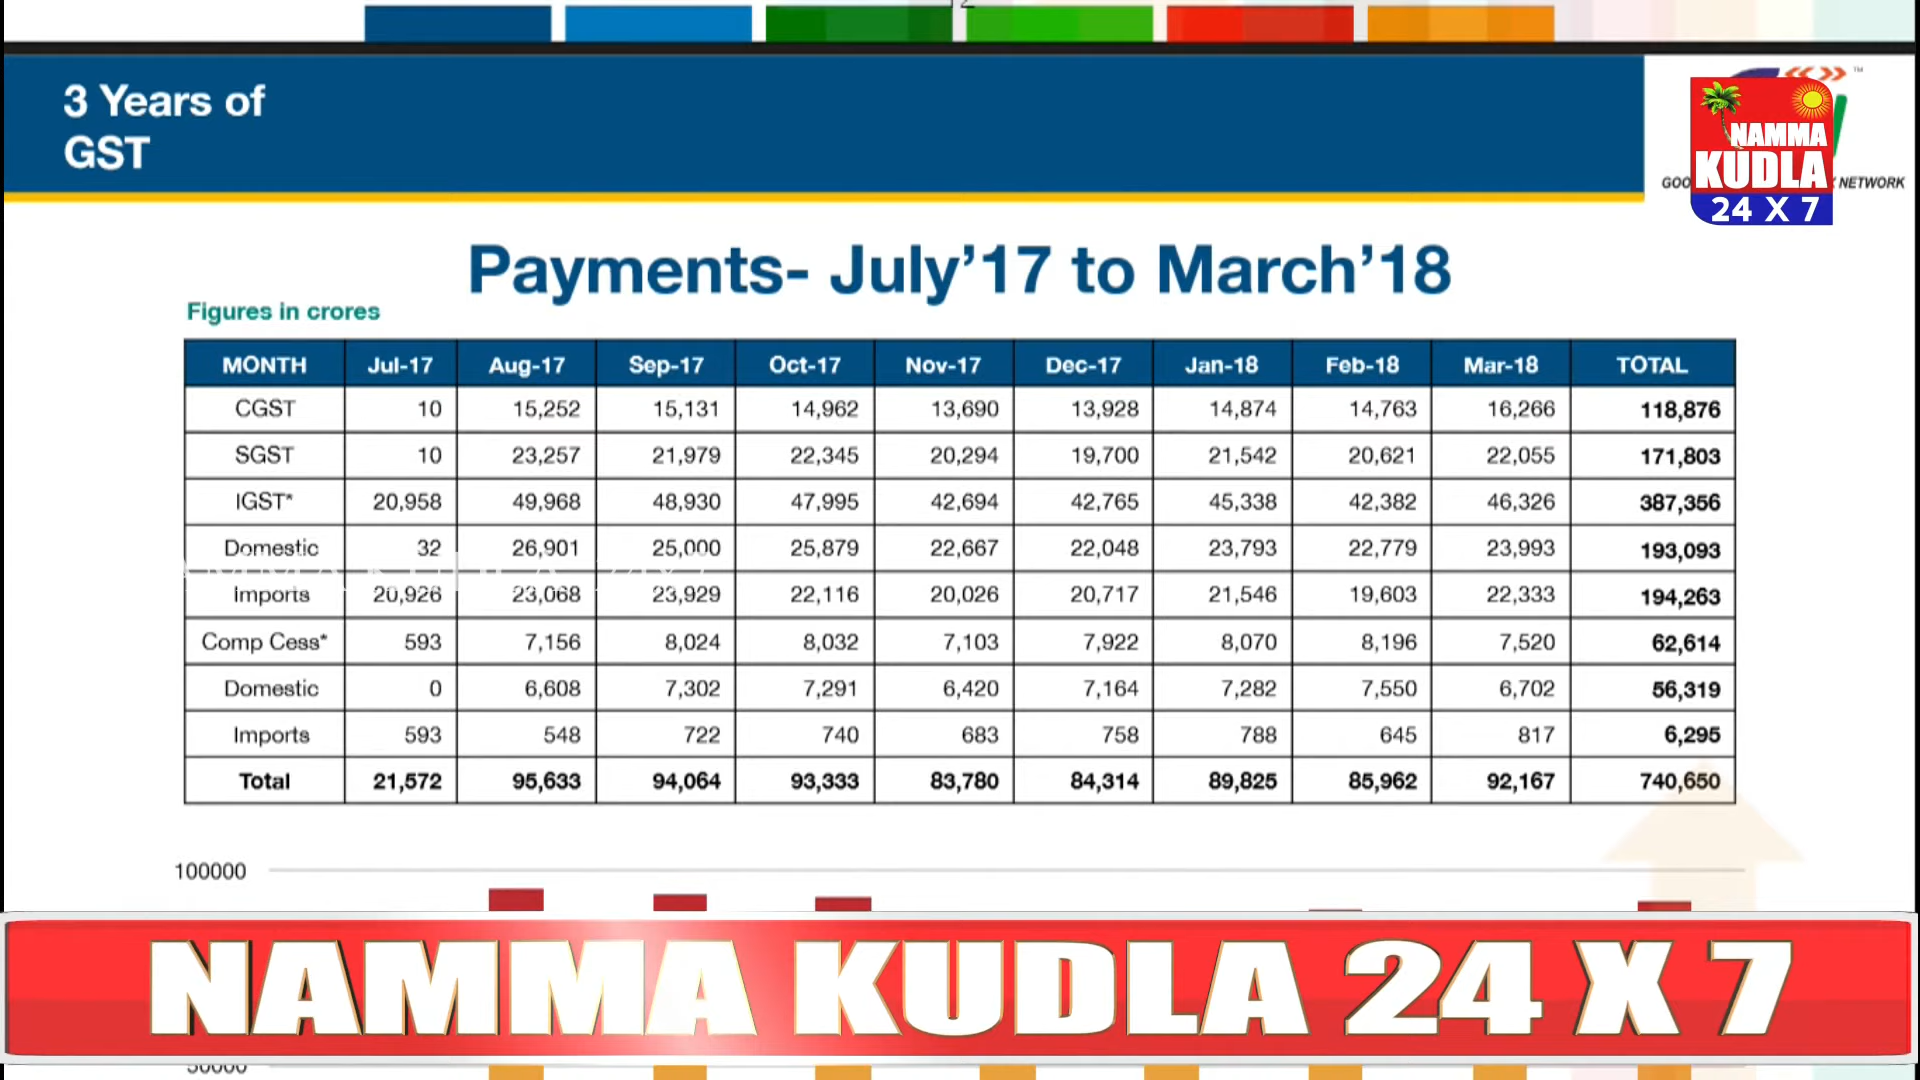 3 Years of
GST
NAMMA
KUDLA
24 X 7
NETWORK
Payments- July’17 to March’18
Figures in crores
MONTH Jul-17 Aug-17 Sep-17 Oct-17 Nov-17 Dec-17 Jan-18 Feb-18 Mar-18 TOTAL
CGST 10 15,252 15,131 14,962 13,690 13,928 14,874 14,763 16,266 118,876
SGST 10 23,257 21,979 22,345 20,294 19,700 21,542 20,621 22,055 171,803
IGST* 20,958 49,968 48,930 47,995 42,694 42,765 45,338 42,382 46,326 387,356
Domestic 32 26,901 25,000 25,879 22,667 22,048 23,793 22,779 23,993 193,093
Imports 20,926 23,068 23,929 22,116 20,026 20,717 21,546 19,603 22,333 194,263
Comp Cess* 593 7,156 8,024 8,032 7,103 7,922 8,070 8,196 7,520 62,614
Domestic 0 6,608 7,302 7,291 6,420 7,164 7,282 7,550 6,702 56,319
Imports 593 548 722 740 683 758 788 645 817 6,295
Total 21,572 95,633 94,064 93,333 83,780 84,314 89,825 85,962 92,167 740,650
100000
NAMMA KUDLA 24 X 7